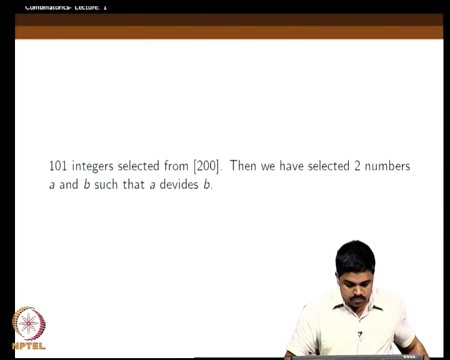 Combinatorics- Lecture: 1
101 integers selected from [200]. Then we have selected 2 numbers
a and b such that a devides b.
NPTEL